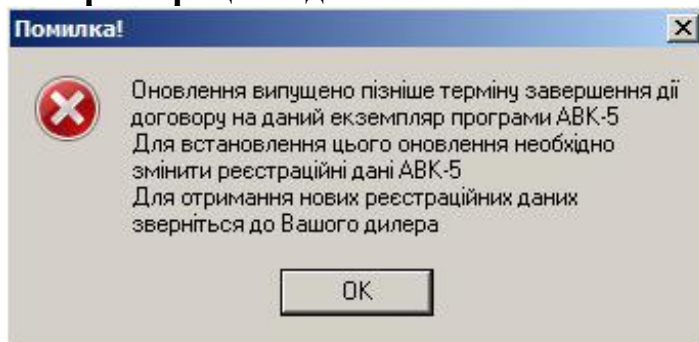 Помилка!
Оновлення випущено пізніше терміну завершення дії
договору на даний екземпляр програми АВК-5
Для встановлення цього оновлення необхідно
змінити реєстраційні дані АВК-5
Для отримання нових реєстраційних даних
зверніться до Вашого дилера
OK